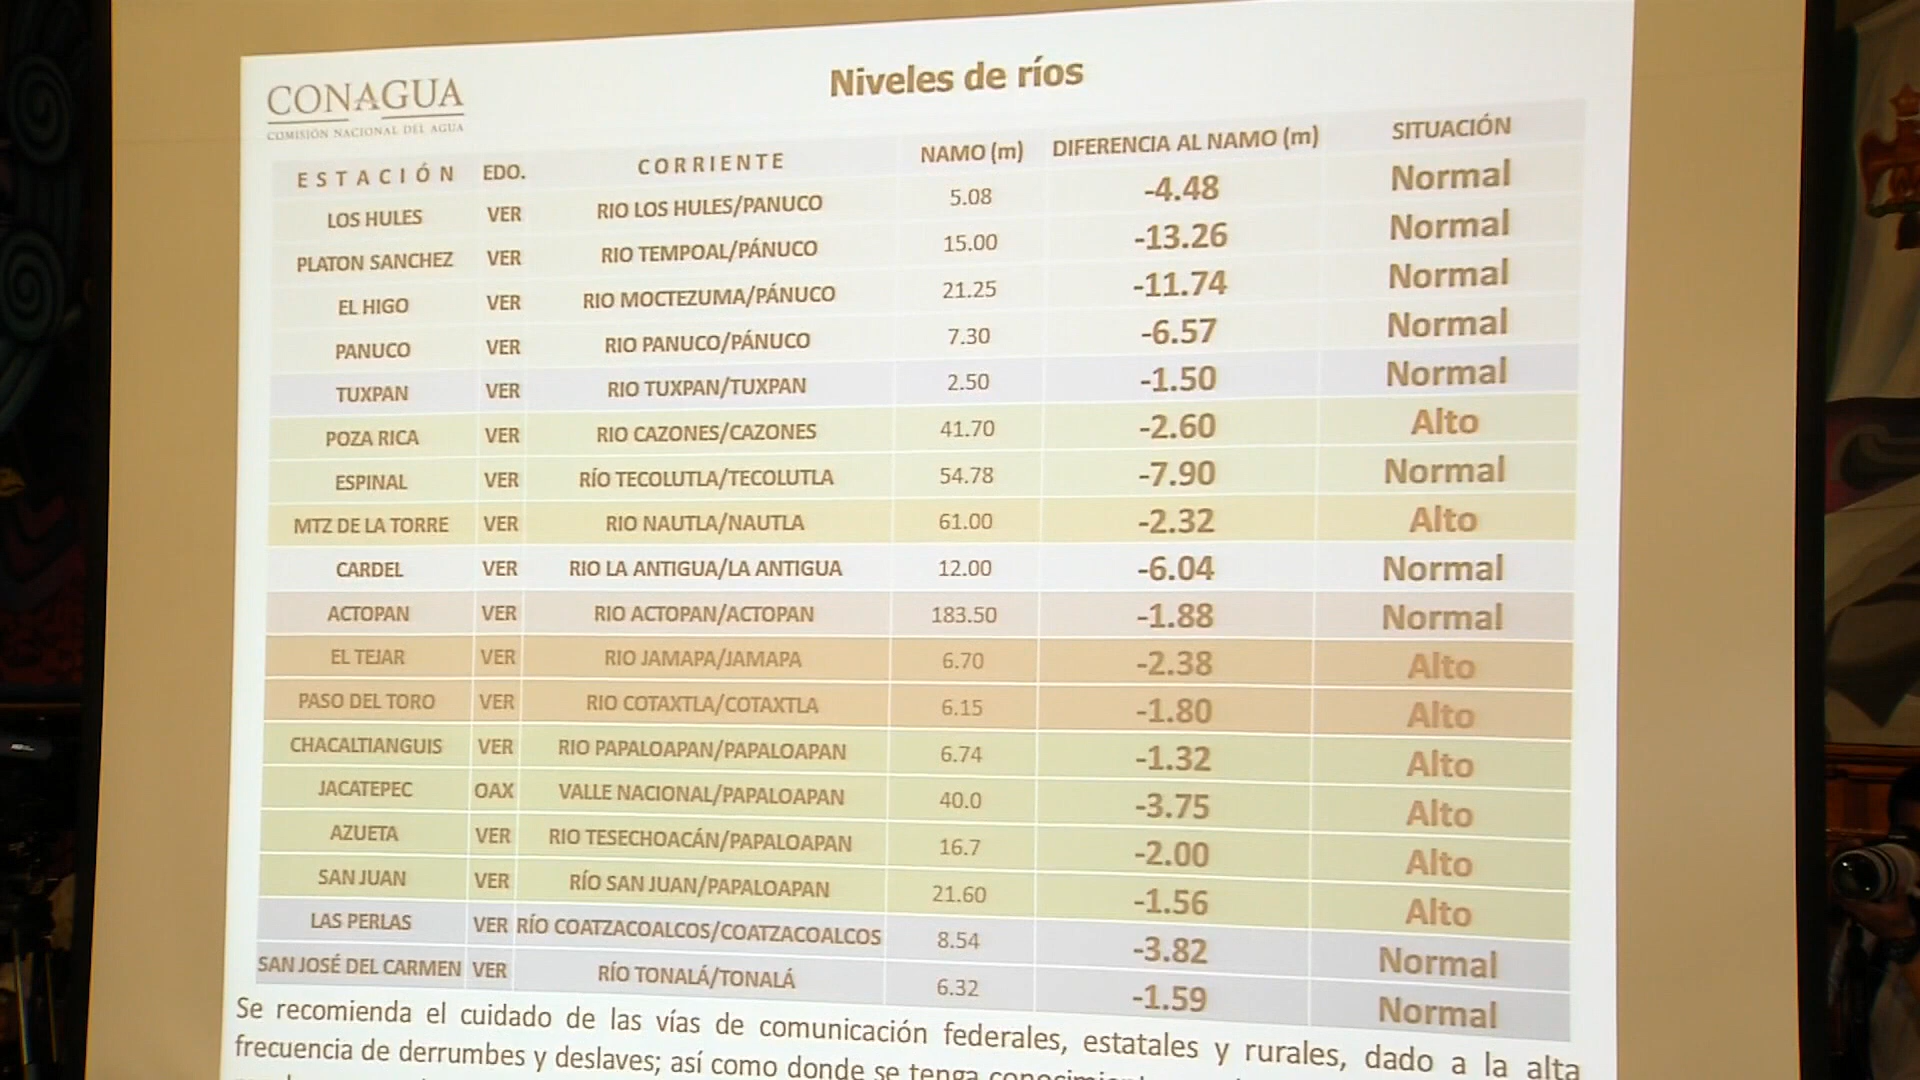 CONAGUA
COMISIÓN NACIONAL DEL AGUA
Niveles de ríos
ESTACIÓN EDO. CORRIENTE NAMO (m) DIFERENCIA AL NAMO (m) SITUACIÓN
LOS HULES VER RIO LOS HULES/PANUCO 5.08 -4.48 Normal
PLATON SANCHEZ VER RIO TEMPOAL/PÁNUCO 15.00 -13.26 Normal
EL HIGO VER RIO MOCTEZUMA/PÁNUCO 21.25 -11.74 Normal
PANUCO VER RIO PANUCO/PÁNUCO 7.30 -6.57 Normal
TUXPAN VER RIO TUXPAN/TUXPAN 2.50 -1.50 Normal
POZA RICA VER RIO CAZONES/CAZONES 41.70 -2.60 Alto
ESPINAL VER RÍO TECOLUTLA/TECOLUTLA 54.78 -7.90 Normal
MTZ DE LA TORRE VER RIO NAUTLA/NAUTLA 61.00 -2.32 Alto
CARDEL VER RIO LA ANTIGUA/LA ANTIGUA 12.00 -6.04 Normal
ACTOPAN VER RIO ACTOPAN/ACTOPAN 183.50 -1.88 Normal
EL TEJAR VER RIO JAMAPA/JAMAPA 6.70 -2.38 Alto
PASO DEL TORO VER RIO COTAXTLA/COTAXTLA 6.15 -1.80 Alto
CHACALTIANGUIS VER RIO PAPALOAPAN/PAPALOAPAN 6.74 -1.32 Alto
JACATEPEC OAX VALLE NACIONAL/PAPALOAPAN 40.0 -3.75 Alto
AZUETA VER RIO TESECHOACÁN/PAPALOAPAN 16.7 -2.00 Alto
SAN JUAN VER RÍO SAN JUAN/PAPALOAPAN 21.60 -1.56 Alto
LAS PERLAS VER RÍO COATZACOALCOS/COATZACOALCOS 8.54 -3.82 Normal
SAN JOSÉ DEL CARMEN VER RÍO TONALÁ/TONALÁ 6.32 -1.59 Normal
Se recomienda el cuidado de las vías de comunicación federales, estatales y rurales, dado a la alta
frecuencia de derrumbes y deslaves; así como donde se tenga